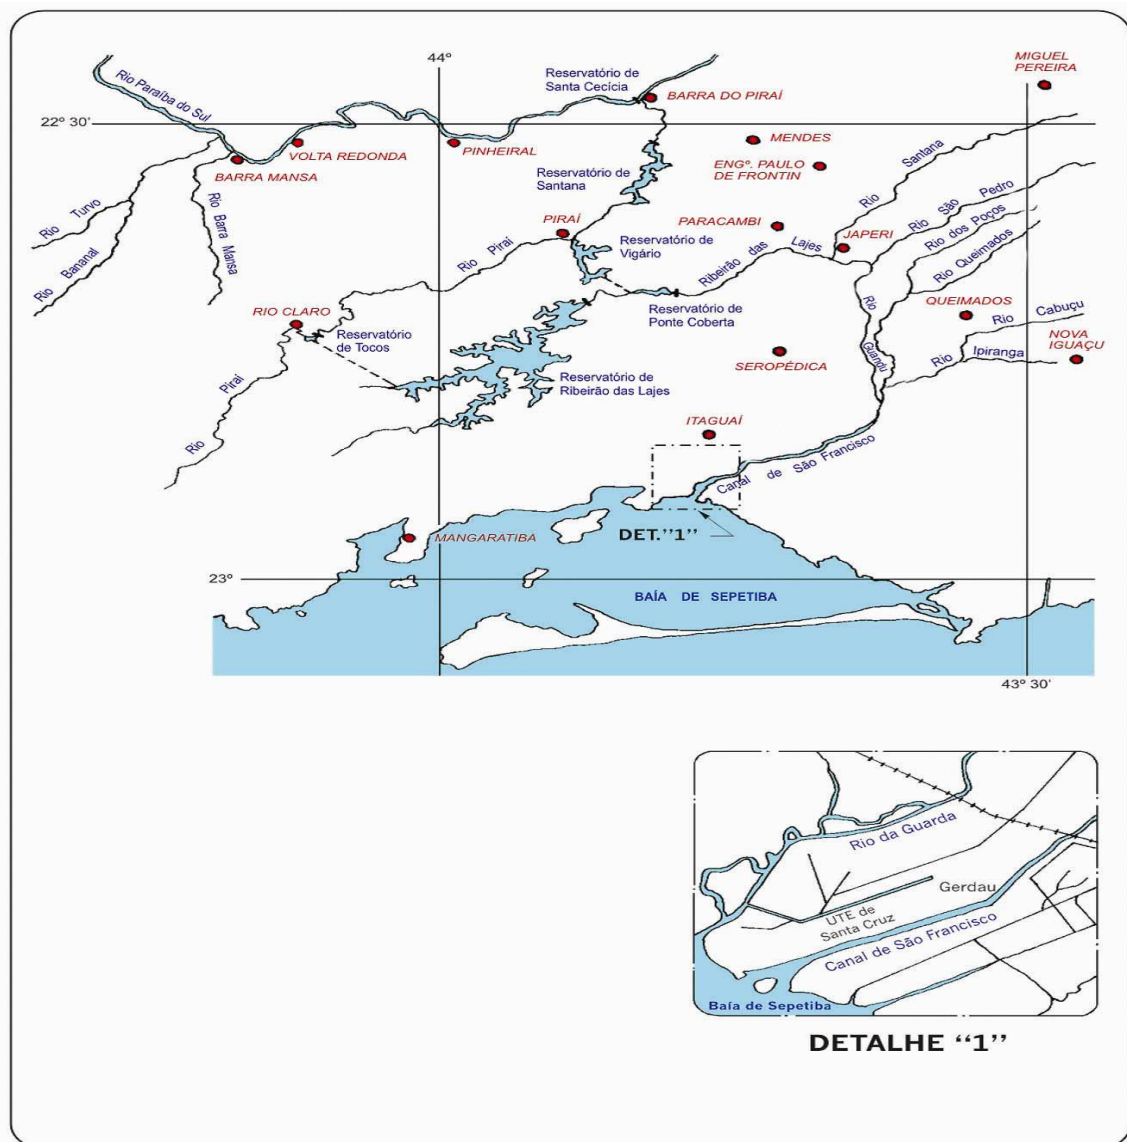 44º
MIGUEL
PEREIRA
Rio Paraíba do Sul
Reservatório de
Santa Cecícia
BARRA DO PIRAÍ
22º 30'
VOLTA REDONDA
PINHEIRAL
MENDES
BARRA MANSA
ENGº. PAULO
DE FRONTIN
Rio Santana
Reservatório de
Santana
Rio São Pedro
Rio Turvo
Rio Barra Mansa
PIRAÍ
PARACAMBI
JAPERI
Rio dos Poços
Rio Bananal
Rio Piraí
Reservatório de
Vigário
Ribeirão das Lajes
Rio Queimados
RIO CLARO
Reservatório de
Ponte Coberta
Rio Guandu
QUEIMADOS
Rio Cabuçu
Reservatório
de Tocos
NOVA
IGUAÇU
SEROPÉDICA
Rio Ipiranga
Rio Piraí
Reservatório de
Ribeirão das Lajes
ITAGUAÍ
Canal de São Francisco
DET."1"
MANGARATIBA
23º
BAÍA DE SEPETIBA
43º 30'
Rio da Guarda
Gerdau
UTE de
Santa Cruz
Canal de São Francisco
Baía de Sepetiba
DETALHE “1”